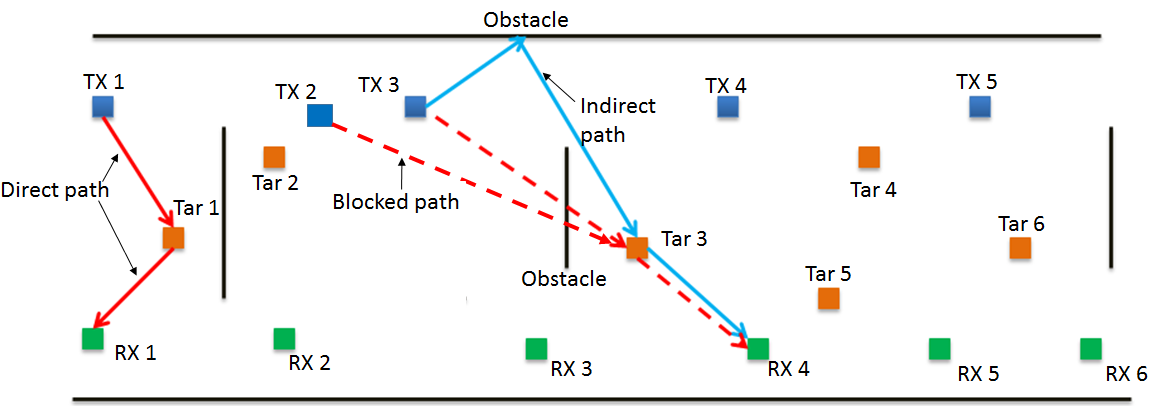 Obstacle
TX 1
TX 2
TX 3
TX 4
TX 5
Indirect
path
Direct path
Tar 1
Tar 2
Blocked path
Tar 3
Tar 4
Tar 6
Obstacle
Tar 5
RX 1
RX 2
RX 3
RX 4
RX 5
RX 6